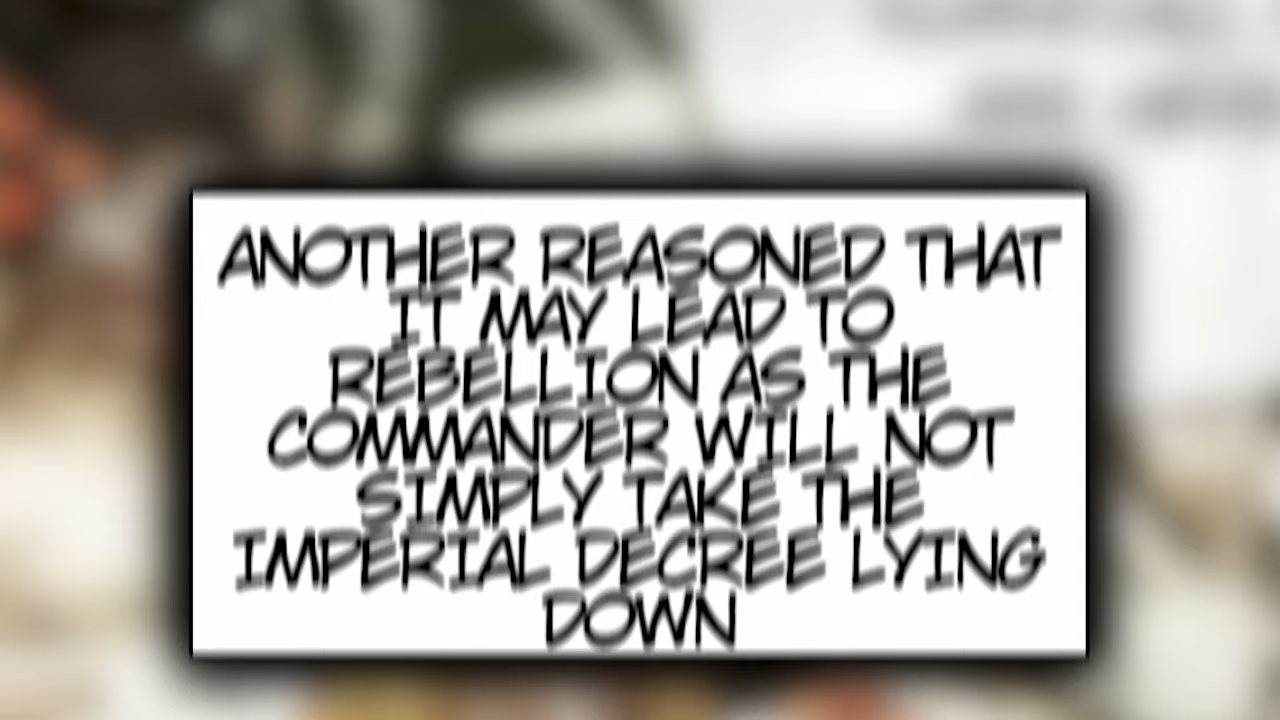 ANOTHER REASONED THAT
IT MAY LEAD TO
REBELLION AS THE
COMMANDER WILL NOT
SIMPLY TAKE THE
IMPERIAL DECREE LYING
DOWN